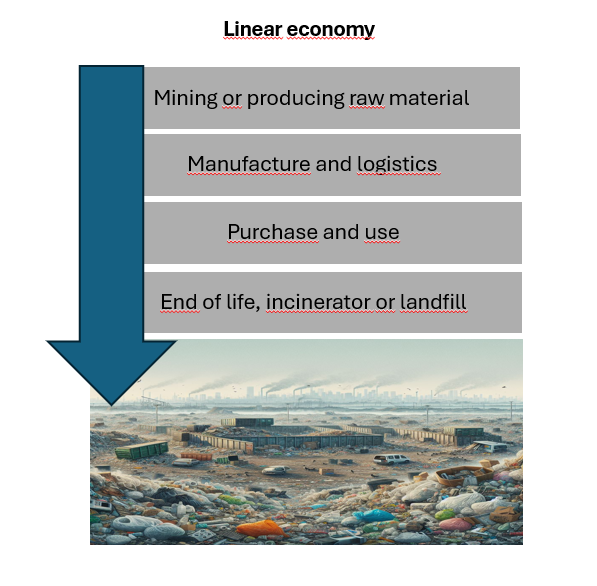 Linear economy
Mining or producing raw material
Manufacture and logistics
Purchase and use
End of life, incinerator or landfill